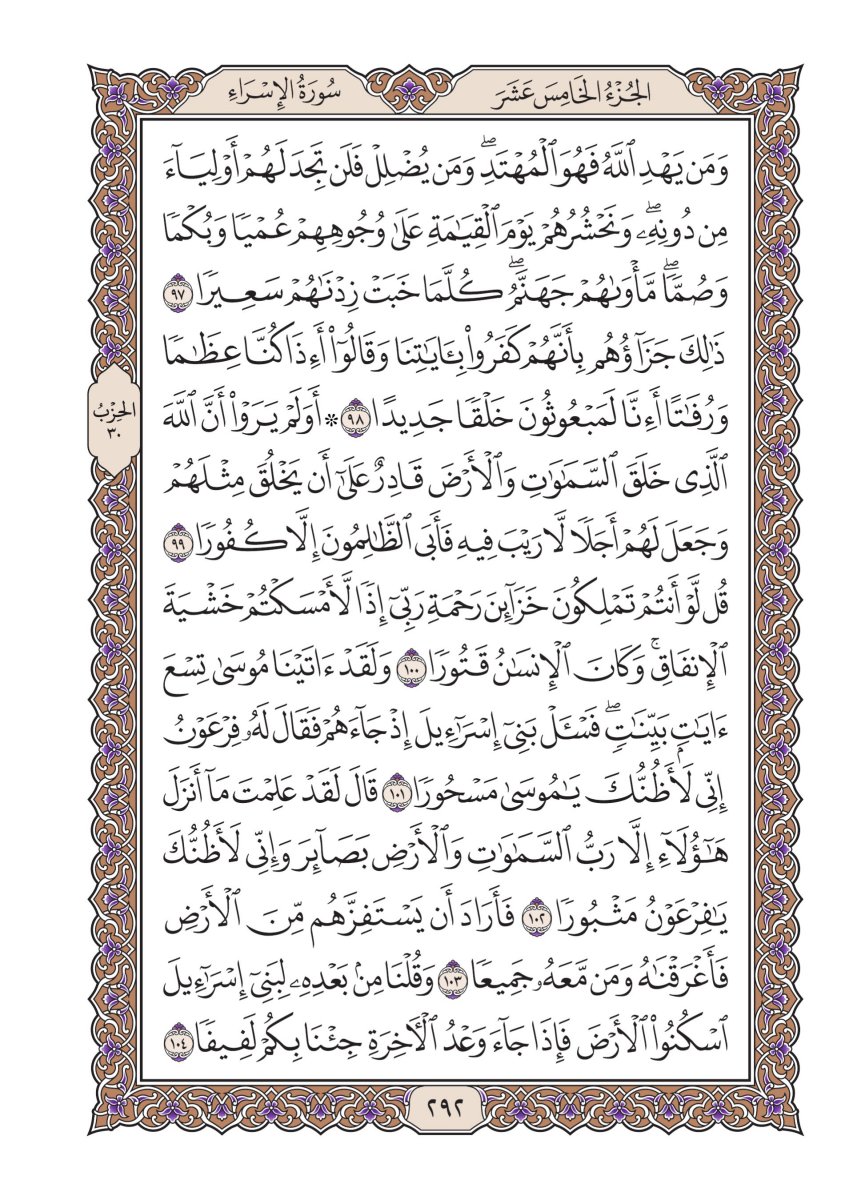 الجُزْءُ الخَامِسَ عَشَرَ
سُورَةُ الإِسْرَاءِ
وَمَن يَهْدِ ٱللَّهُ فَهُوَ ٱلْمُهْتَدِۖ وَمَن يُضْلِلْ فَلَن تَجِدَ لَهُمْ أَوْلِيَآءَ
مِن دُونِهِۦۖ وَنَحْشُرُهُمْ يَوْمَ ٱلْقِيَٰمَةِ عَلَىٰ وُجُوهِهِمْ عُمْيًا وَبُكْمًا
وَصُمًّاۖ مَّأْوَىٰهُمْ جَهَنَّمُۖ كُلَّمَا خَبَتْ زِدْنَٰهُمْ سَعِيرًا ٩٧
ذَٰلِكَ جَزَآؤُهُم بِأَنَّهُمْ كَفَرُوا۟ بِـَٔايَٰتِنَا وَقَالُوٓا۟ أَءِذَا كُنَّا عِظَٰمًا
وَرُفَٰتًا أَءِنَّا لَمَبْعُوثُونَ خَلْقًا جَدِيدًا ٩٨ * أَوَلَمْ يَرَوْا۟ أَنَّ ٱللَّهَ
ٱلَّذِى خَلَقَ ٱلسَّمَٰوَٰتِ وَٱلْأَرْضَ قَادِرٌ عَلَىٰٓ أَن يَخْلُقَ مِثْلَهُمْ
وَجَعَلَ لَهُمْ أَجَلًا لَّا رَيْبَ فِيهِ فَأَبَى ٱلظَّٰلِمُونَ إِلَّا كُفُورًا ٩٩
قُل لَّوْ أَنتُمْ تَمْلِكُونَ خَزَآئِنَ رَحْمَةِ رَبِّىٓ إِذًا لَّأَمْسَكْتُمْ خَشْيَةَ
ٱلْإِنفَاقِۚ وَكَانَ ٱلْإِنسَٰنُ قَتُورًا ١٠٠ وَلَقَدْ ءَاتَيْنَا مُوسَىٰ تِسْعَ
ءَايَٰتٍۭ بَيِّنَٰتٍۖ فَسْـَٔلْ بَنِىٓ إِسْرَٰٓءِيلَ إِذْ جَآءَهُمْ فَقَالَ لَهُۥ فِرْعَوْنُ
إِنِّى لَأَظُنُّكَ يَٰمُوسَىٰ مَسْحُورًا ١٠١ قَالَ لَقَدْ عَلِمْتَ مَآ أَنزَلَ
هَٰٓؤُلَآءِ إِلَّا رَبُّ ٱلسَّمَٰوَٰتِ وَٱلْأَرْضِ بَصَآئِرَ وَإِنِّى لَأَظُنُّكَ
يَٰفِرْعَوْنُ مَثْبُورًا ١٠٢ فَأَرَادَ أَن يَسْتَفِزَّهُم مِّنَ ٱلْأَرْضِ
فَأَغْرَقْنَٰهُ وَمَن مَّعَهُۥ جَمِيعًا ١٠٣ وَقُلْنَا مِنۢ بَعْدِهِۦ لِبَنِىٓ إِسْرَٰٓءِيلَ
ٱسْكُنُوا۟ ٱلْأَرْضَ فَإِذَا جَآءَ وَعْدُ ٱلْءَاخِرَةِ جِئْنَا بِكُمْ لَفِيفًا ١٠٤
الحِزْبُ
٣٠
٢٩٢